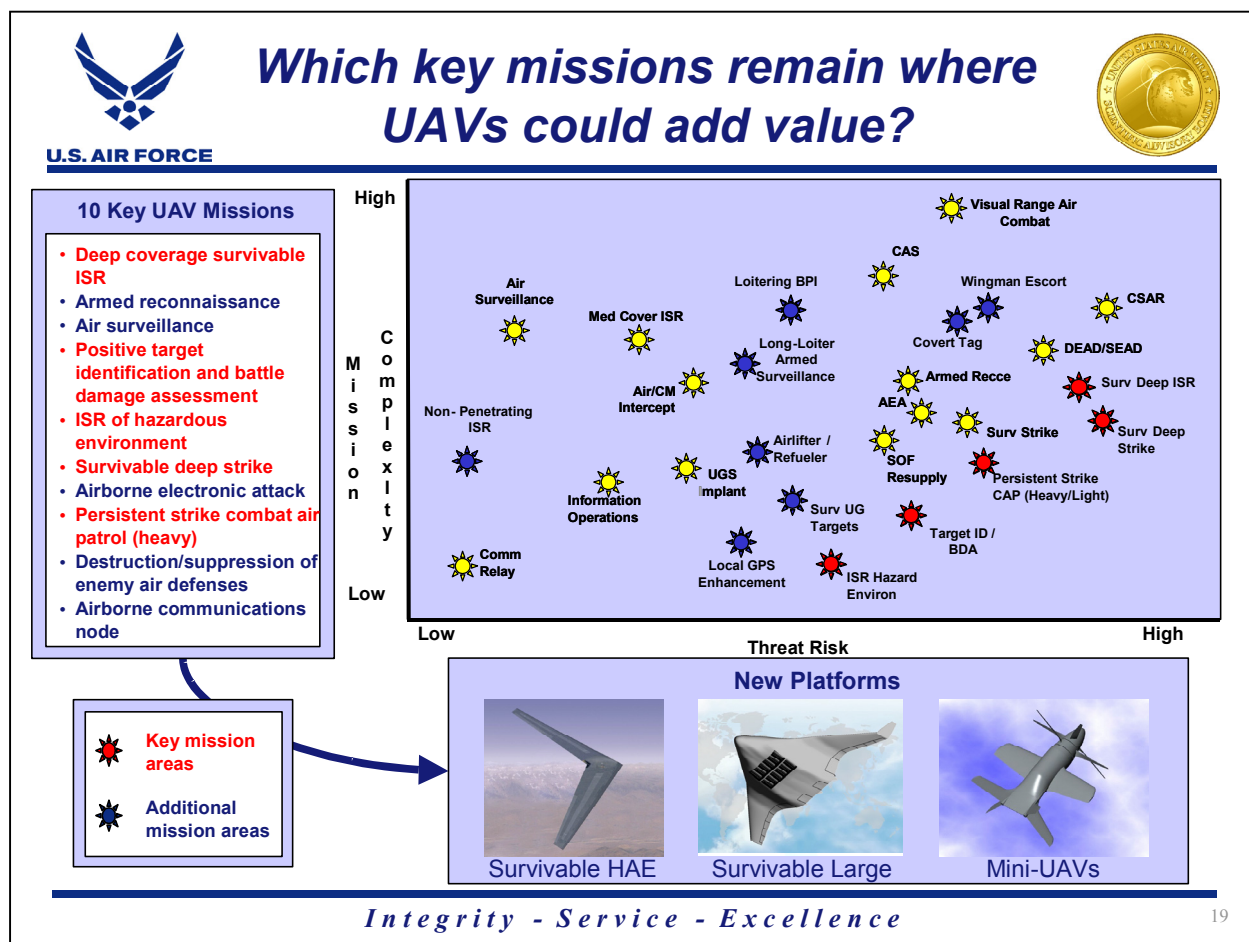 Which key missions remain where
UAVs could add value?
U.S. AIR FORCE
UNITED STATES AIR FORCE
SCIENTIFIC ADVISORY BOARD
10 Key UAV Missions
• Deep coverage survivable
ISR
• Armed reconnaissance
• Air surveillance
• Positive target
identification and battle
damage assessment
• ISR of hazardous
environment
• Survivable deep strike
• Airborne electronic attack
• Persistent strike combat air
patrol (heavy)
• Destruction/suppression of
enemy air defenses
• Airborne communications
node
High
Mission
Complexity
Low
Low
Threat Risk
High
Visual Range Air
Combat
CAS
Air
Surveillance
Loitering BPI
Wingman Escort
CSAR
Med Cover ISR
Covert Tag
Long-Loiter
Armed
Surveillance
DEAD/SEAD
Air/CM
Intercept
Armed Recce
Surv Deep ISR
Non- Penetrating
ISR
AEA
Surv Strike
Surv Deep
Strike
Airlifter /
Refueler
SOF
Resupply
UGS
Implant
Persistent Strike
CAP (Heavy/Light)
Information
Operations
Surv UG
Targets
Target ID /
BDA
Comm
Relay
Local GPS
Enhancement
ISR Hazard
Environ
Key mission
areas
Additional
mission areas
New Platforms
Survivable HAE
Survivable Large
Mini-UAVs
Integrity - Service - Excellence
19